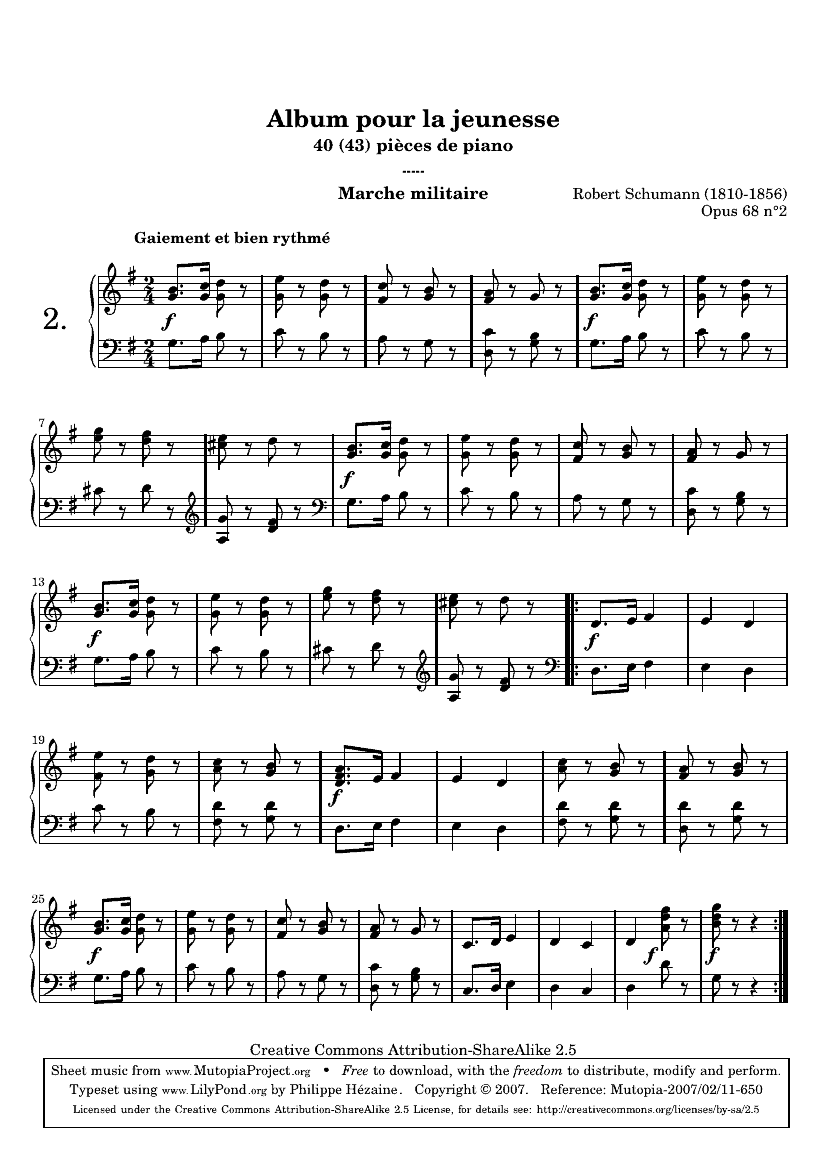 Album pour la jeunesse
40 (43) pièces de piano
-----
Marche militaire
Robert Schumann (1810-1856)
Opus 68 n°2
Gaiement et bien rythmé
2.
f
f
7
f
13
f
f
19
f
25
f
f
f
Creative Commons Attribution-ShareAlike 2.5
Sheet music from www.MutopiaProject.org • Free to download, with the freedom to distribute, modify and perform.
Typeset using www.LilyPond.org by Philippe Hézaine. Copyright © 2007. Reference: Mutopia-2007/02/11-650
Licensed under the Creative Commons Attribution-ShareAlike 2.5 License, for details see: http://creativecommons.org/licenses/by-sa/2.5